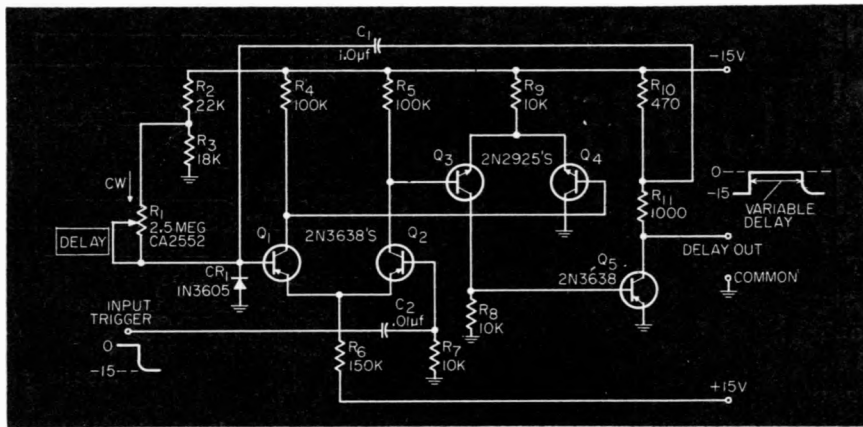 C1
1.0µf
-15V
R2
22K
R4
100K
R5
100K
R9
10K
R10
470
R3
18K
Q3
2N2925'S
Q4
0
-15
VARIABLE
DELAY
CW
R1
2.5 MEG
CA2552
R11
1000
DELAY
Q1
2N3638'S
Q2
DELAY OUT
Q5
2N3638
COMMON
CR1
1N3605
INPUT
TRIGGER
C2
.01µf
R8
10K
0
-15
R6
150K
R7
10K
+15V